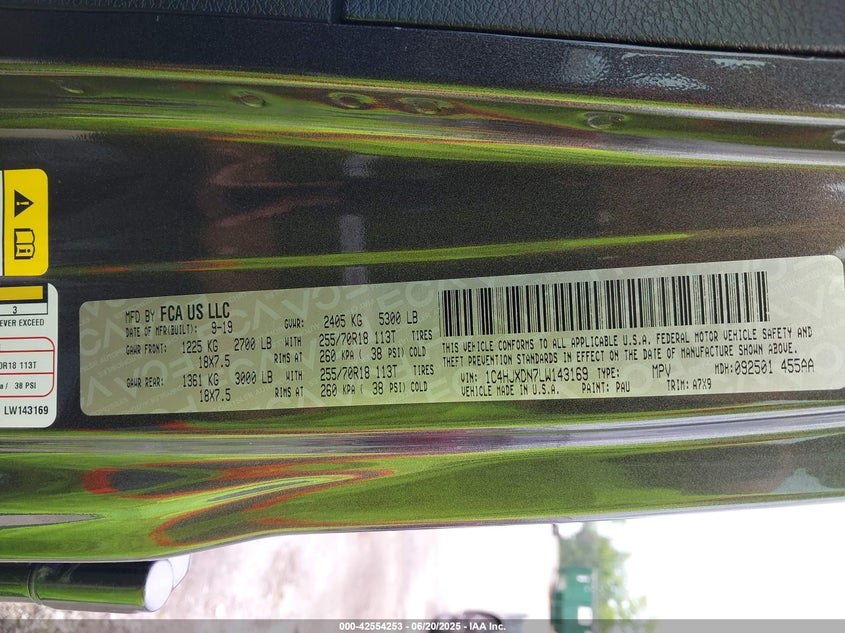 3
EVER EXCEED
0R18 113T
a / 38 PSI
LW143169
MFD BY FCA US LLC
DATE OF MFR(BUILT): 9-19 GVWR: 2405 KG 5300 LB
GAWR FRONT: 1225 KG 2700 LB WITH 255/70R18 113T TIRES
18X7.5 RIMS AT 260 KPA ( 38 PSI) COLD
GAWR REAR: 1361 KG 3000 LB WITH 255/70R18 113T TIRES
18X7.5 RIMS AT 260 KPA ( 38 PSI) COLD
THIS VEHICLE CONFORMS TO ALL APPLICABLE U.S.A. FEDERAL MOTOR VEHICLE SAFETY AND
THEFT PREVENTION STANDARDS IN EFFECT ON THE DATE OF MANUFACTURE SHOWN ABOVE.
VIN: 1C4HJXDN7LW143169 TYPE: MPV MDH: 092501 455AA
VEHICLE MADE IN U.S.A. PAINT: PAU TRIM: A7X9
000-42554253 - 06/20/2025 - IAA Inc.